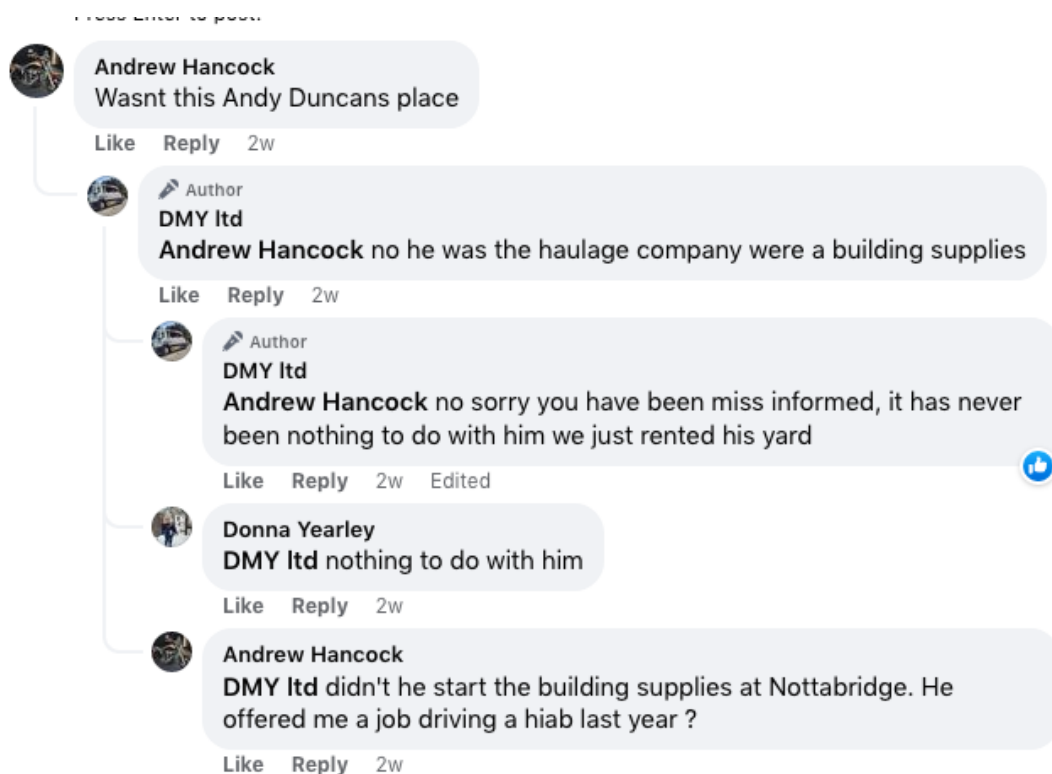 Press Enter to post.
Andrew Hancock
Wasnt this Andy Duncans place
Like Reply 2w
Author
DMY ltd
Andrew Hancock no he was the haulage company were a building supplies
Like Reply 2w
Author
DMY ltd
Andrew Hancock no sorry you have been miss informed, it has never
been nothing to do with him we just rented his yard
Like Reply 2w Edited
Donna Yearley
DMY ltd nothing to do with him
Like Reply 2w
Andrew Hancock
DMY ltd didn't he start the building supplies at Nottabridge. He
offered me a job driving a hiab last year ?
Like Reply 2w